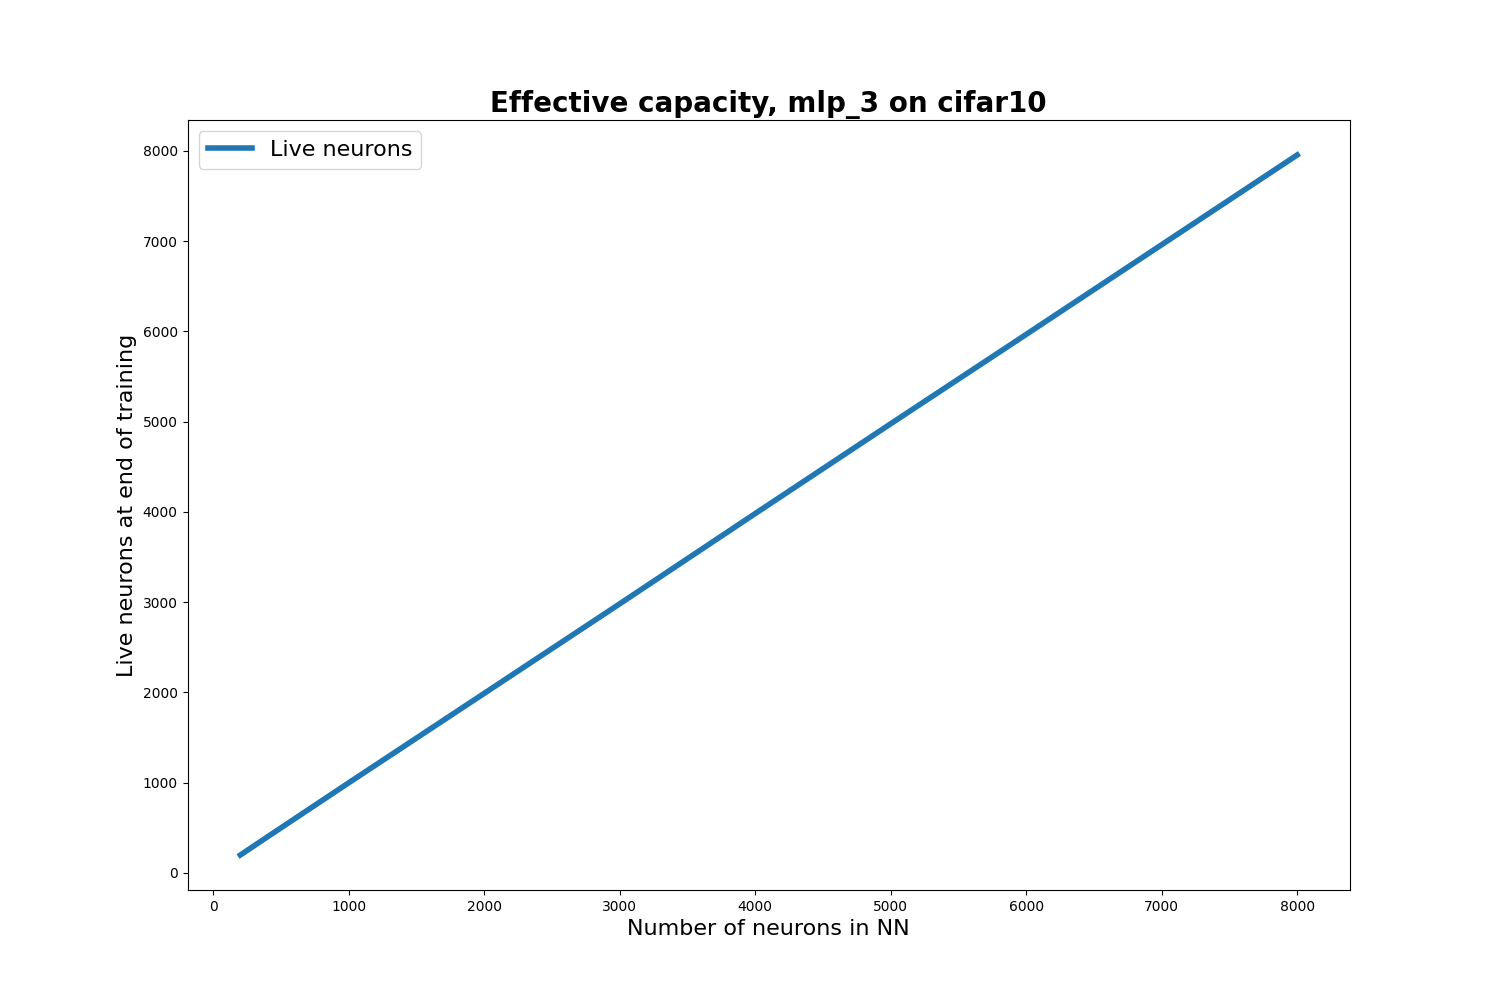 Effective capacity, mlp_3 on cifar10
Live neurons
8000
7000
6000
5000
4000
3000
2000
1000
0
Live neurons at end of training
0 1000 2000 3000 4000 5000 6000 7000 8000
Number of neurons in NN